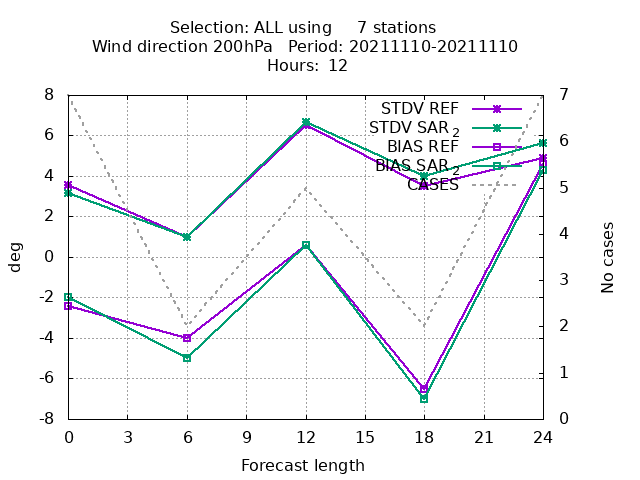 Selection: ALL using     7 stations
Wind direction 200hPa   Period: 20211110-20211110
Hours: 12
8
6
4
2
0
-2
-4
-6
-8
deg
7
6
5
4
3
2
1
0
No cases
STDV REF
STDV SAR2
BIAS REF
BIAS SAR2
CASES
0 3 6 9 12 15 18 21 24
Forecast length